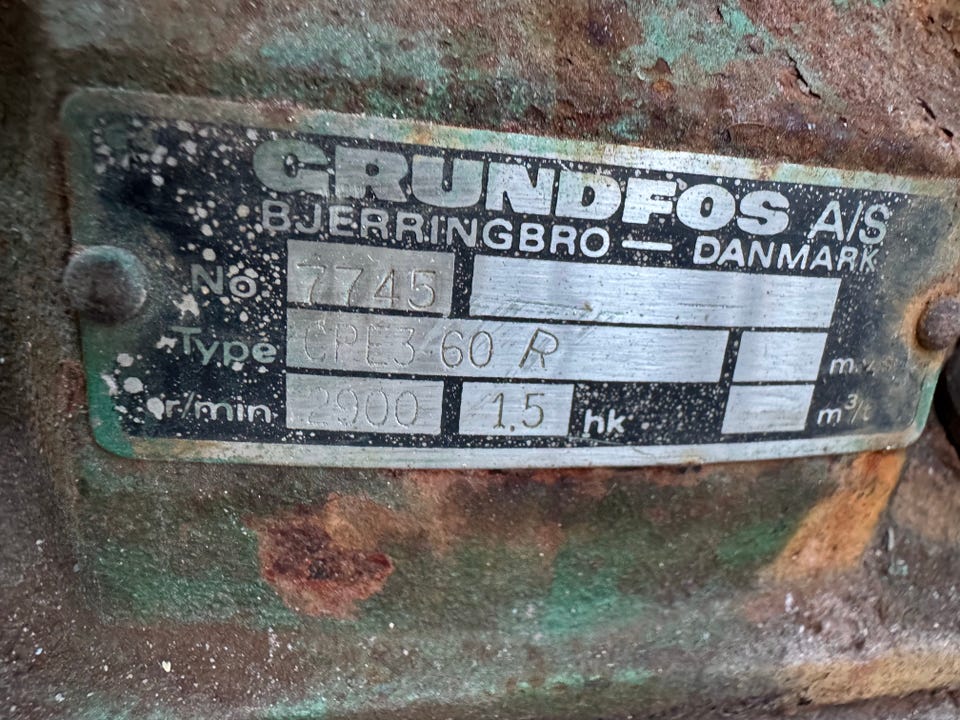 GRUNDFOS A/S
BJERRINGBRO — DANMARK
No 7745
Type CPE3 60 R
r/min 2900 1,5 hk